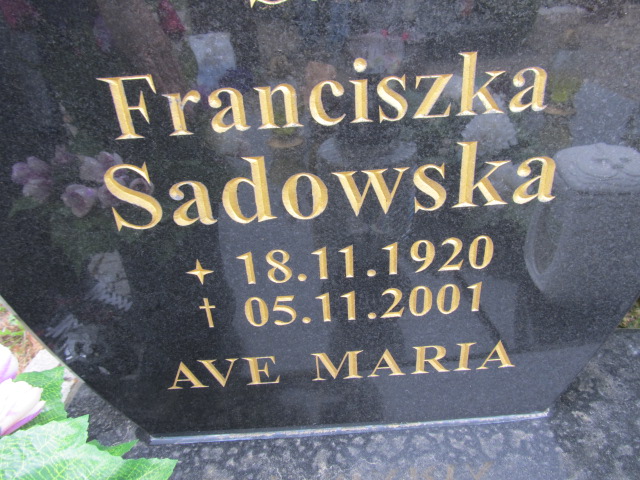 Franciszka
Sadowska
18.11.1920
† 05.11.2001
AVE MARIA